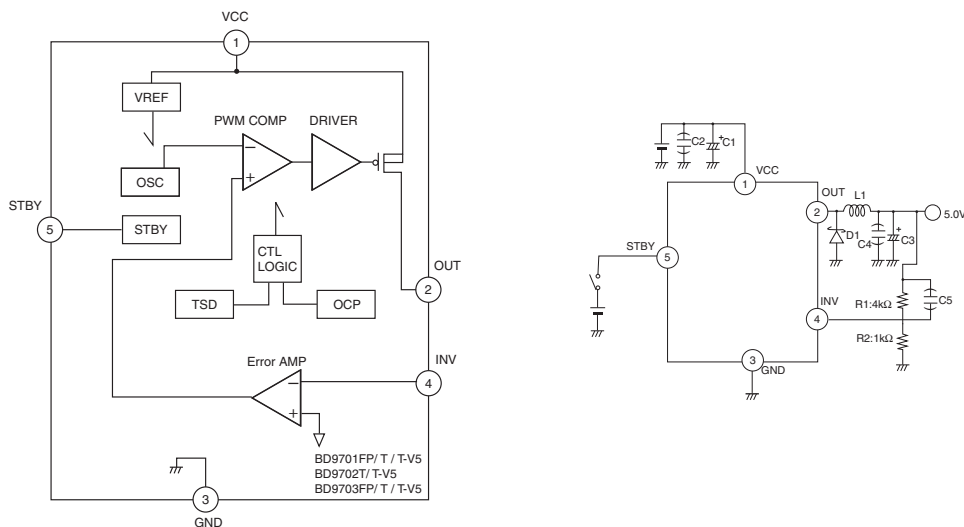 VCC
1
VREF
PWM COMP
DRIVER
OSC
STBY
5
STBY
CTL
LOGIC
OUT
2
TSD
OCP
Error AMP
INV
4
BD9701FP/ T / T-V5
BD9702T/ T-V5
BD9703FP/ T / T-V5
3
GND
C2
+
C1
VCC
1
OUT
2
L1
5.0V
D1
C4
+
C3
STBY
5
INV
4
R1:4kΩ
C5
R2:1kΩ
3
GND